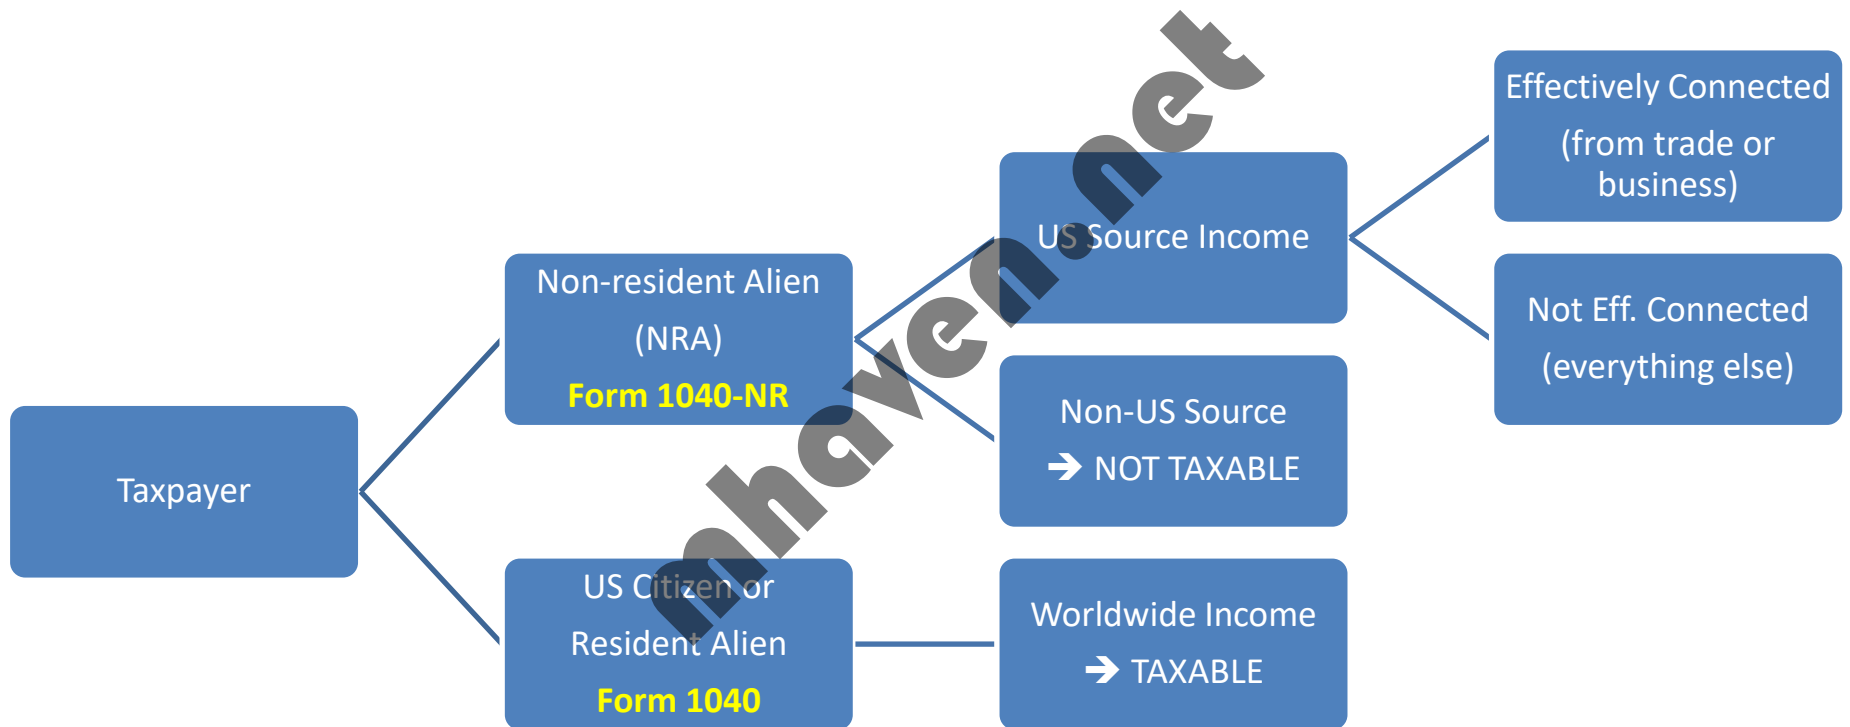 Taxpayer
Non-resident Alien
(NRA)
Form 1040-NR
US Citizen or
Resident Alien
Form 1040
US Source Income
Non-US Source
➔ NOT TAXABLE
Worldwide Income
➔ TAXABLE
Effectively Connected
(from trade or
business)
Not Eff. Connected
(everything else)
mhaven.net